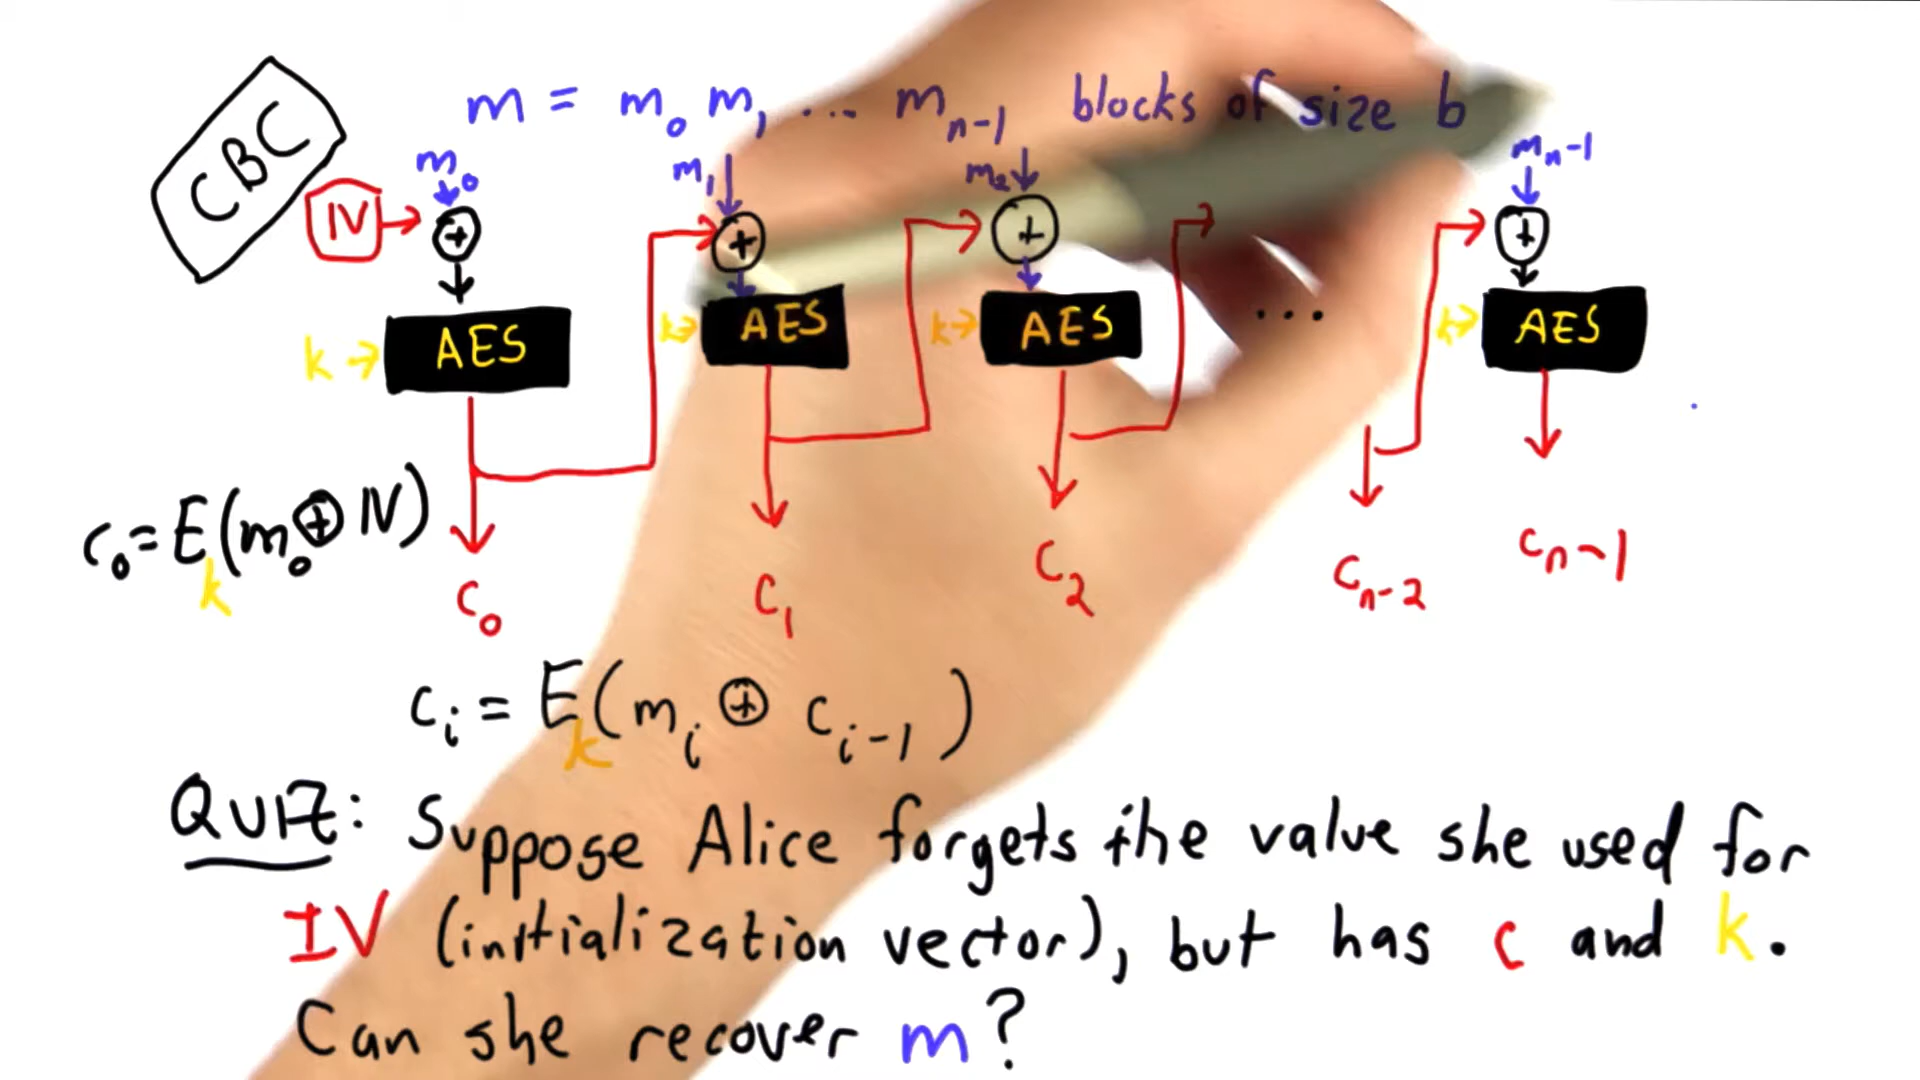 CBC
m = m₀ m₁ ... mₙ₋₁ blocks of size b
m₀ m₁ m₂ mₙ₋₁
IV → + + + +
k → AES k → AES k → AES ... k → AES
c₀ = Eₖ(m₀ ⊕ IV)
c₀ c₁ c₂ cₙ₋₂ cₙ₋₁
cᵢ = Eₖ(mᵢ ⊕ cᵢ₋₁)
QUIZ: Suppose Alice forgets the value she used for
IV (initialization vector), but has c and k.
Can she recover m?